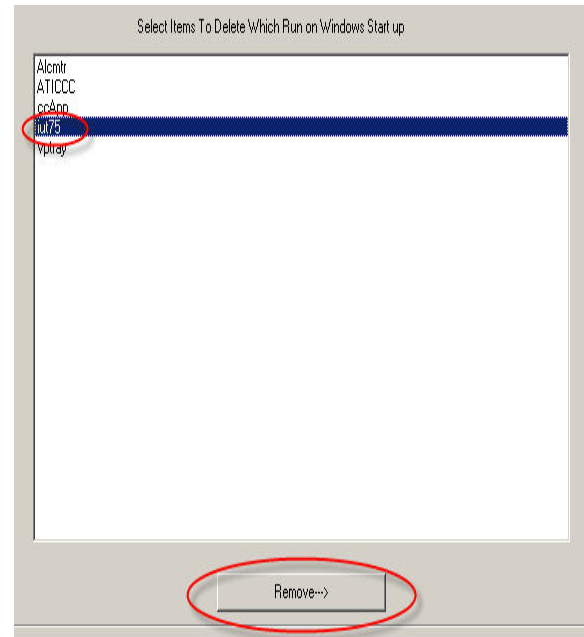 Select Items To Delete Which Run on Windows Start up
Alcmtr
ATICCC
ccApp
iut75
vptray
Remove--->